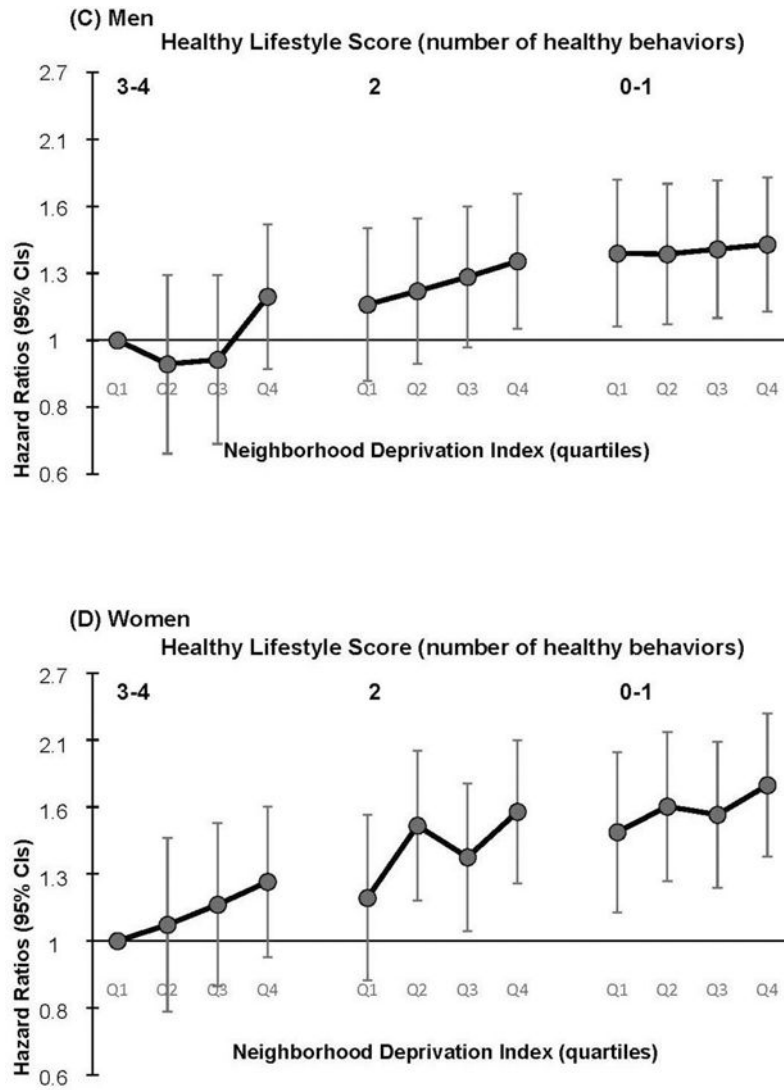 (C) Men
Healthy Lifestyle Score (number of healthy behaviors)
3-4 2 0-1
Hazard Ratios (95% CIs)
2.7
2.1
1.6
1.3
1
0.8
0.6
Q1 Q2 Q3 Q4 Q1 Q2 Q3 Q4 Q1 Q2 Q3 Q4
Neighborhood Deprivation Index (quartiles)
(D) Women
Healthy Lifestyle Score (number of healthy behaviors)
3-4 2 0-1
Hazard Ratios (95% CIs)
2.7
2.1
1.6
1.3
1
0.8
0.6
Q1 Q2 Q3 Q4 Q1 Q2 Q3 Q4 Q1 Q2 Q3 Q4
Neighborhood Deprivation Index (quartiles)